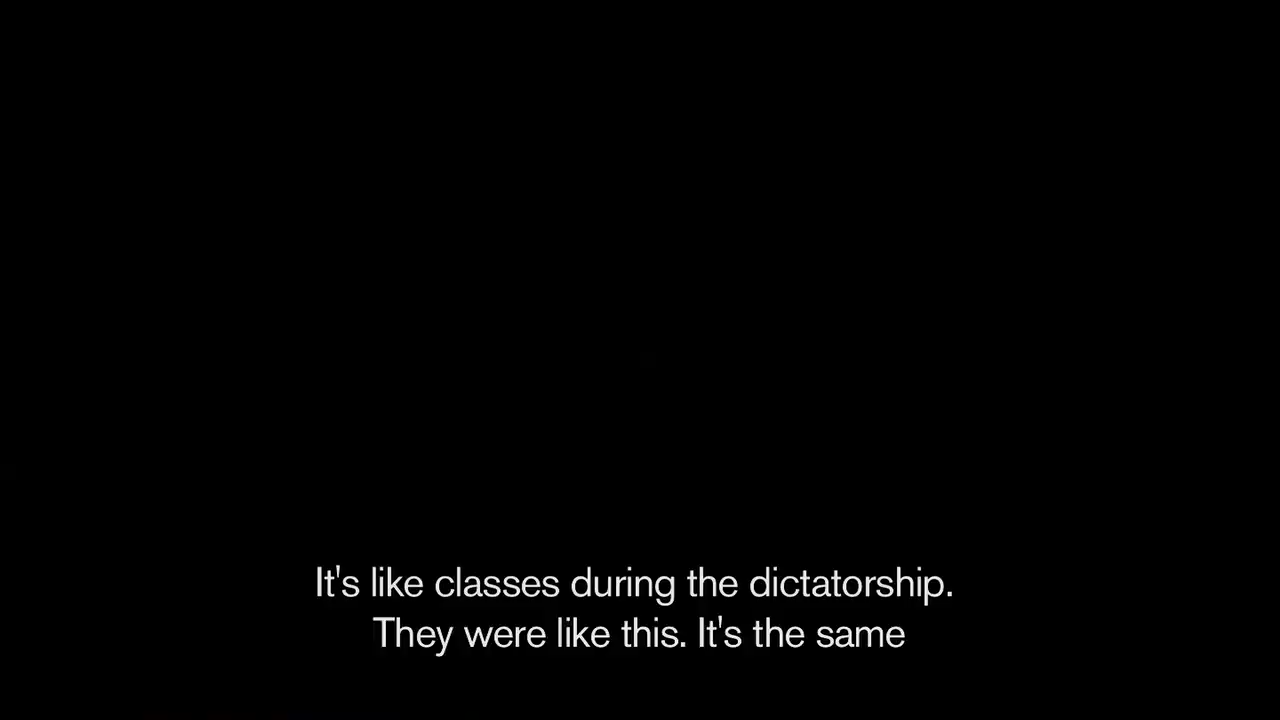 It's like classes during the dictatorship.
They were like this. It's the same